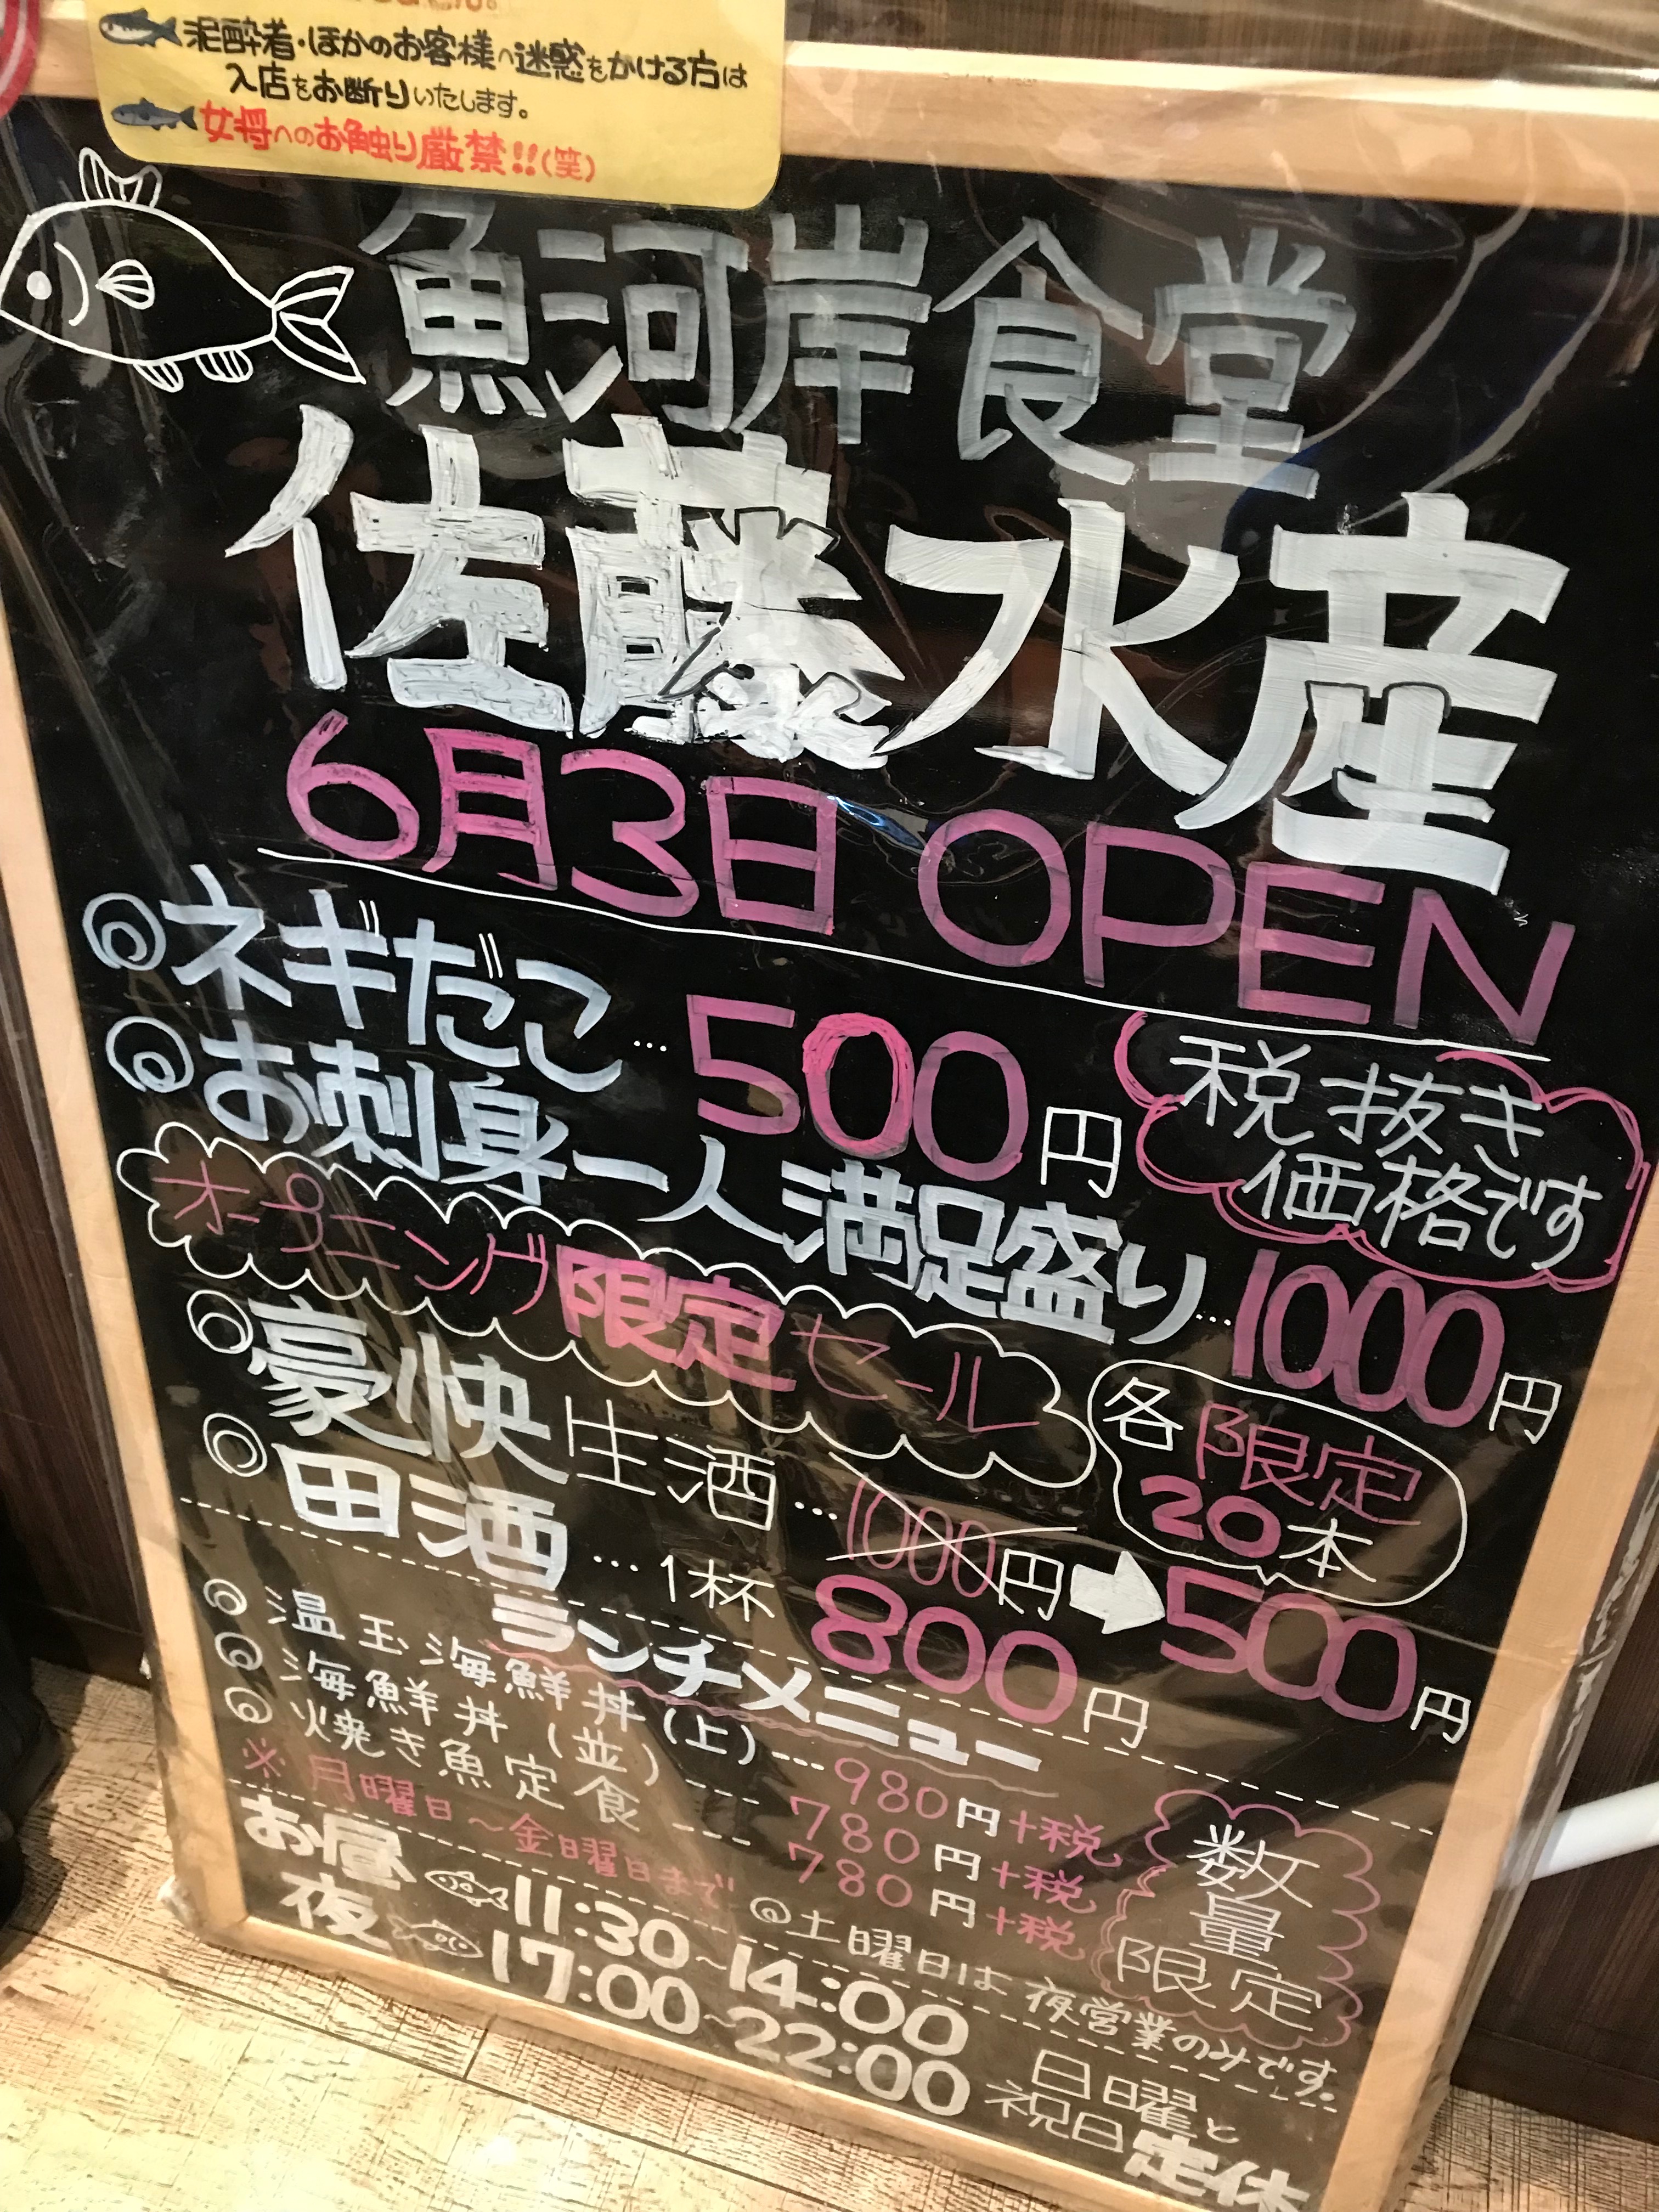 泥酔者・ほかのお客様へ迷惑をかける方は
入店をお断りいたします。
女将へのお触り厳禁!!(笑)
魚河岸食堂
佐藤水産
6月3日 OPEN
◎ネギだこ…500円
税抜き
価格です
◎お刺身一人満足盛り…1000円
オープニング限定セール
各限定
20本
◎豪快生酒…1000円➡500円
◎田酒…1杯 800円
ランチメニュー
◎温玉海鮮丼(上)---980円+税
◎海鮮丼(並)---780円+税
◎焼き魚定食---780円+税
数量
限定
※月曜日~金曜日まで
◎土曜日は夜営業のみです。
お昼 11:30~14:00
夜 17:00~22:00
日曜と
祝日定休